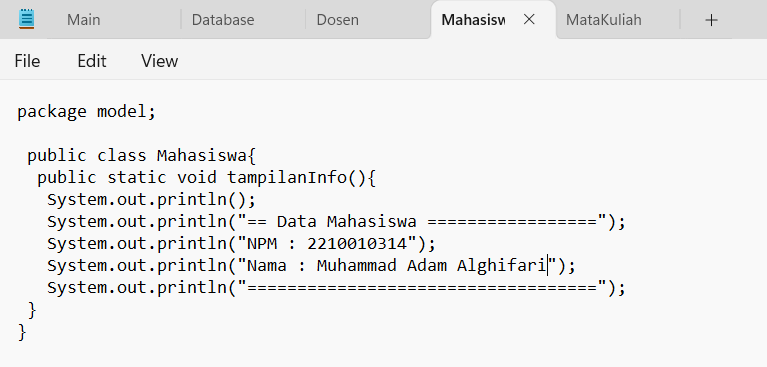 Main Database Dosen Mahasisw MataKuliah
File Edit View
package model;
public class Mahasiswa{
public static void tampilanInfo(){
System.out.println();
System.out.println("== Data Mahasiswa =================");
System.out.println("NPM : 2210010314");
System.out.println("Nama : Muhammad Adam Alghifari");
System.out.println("===================================");
}
}